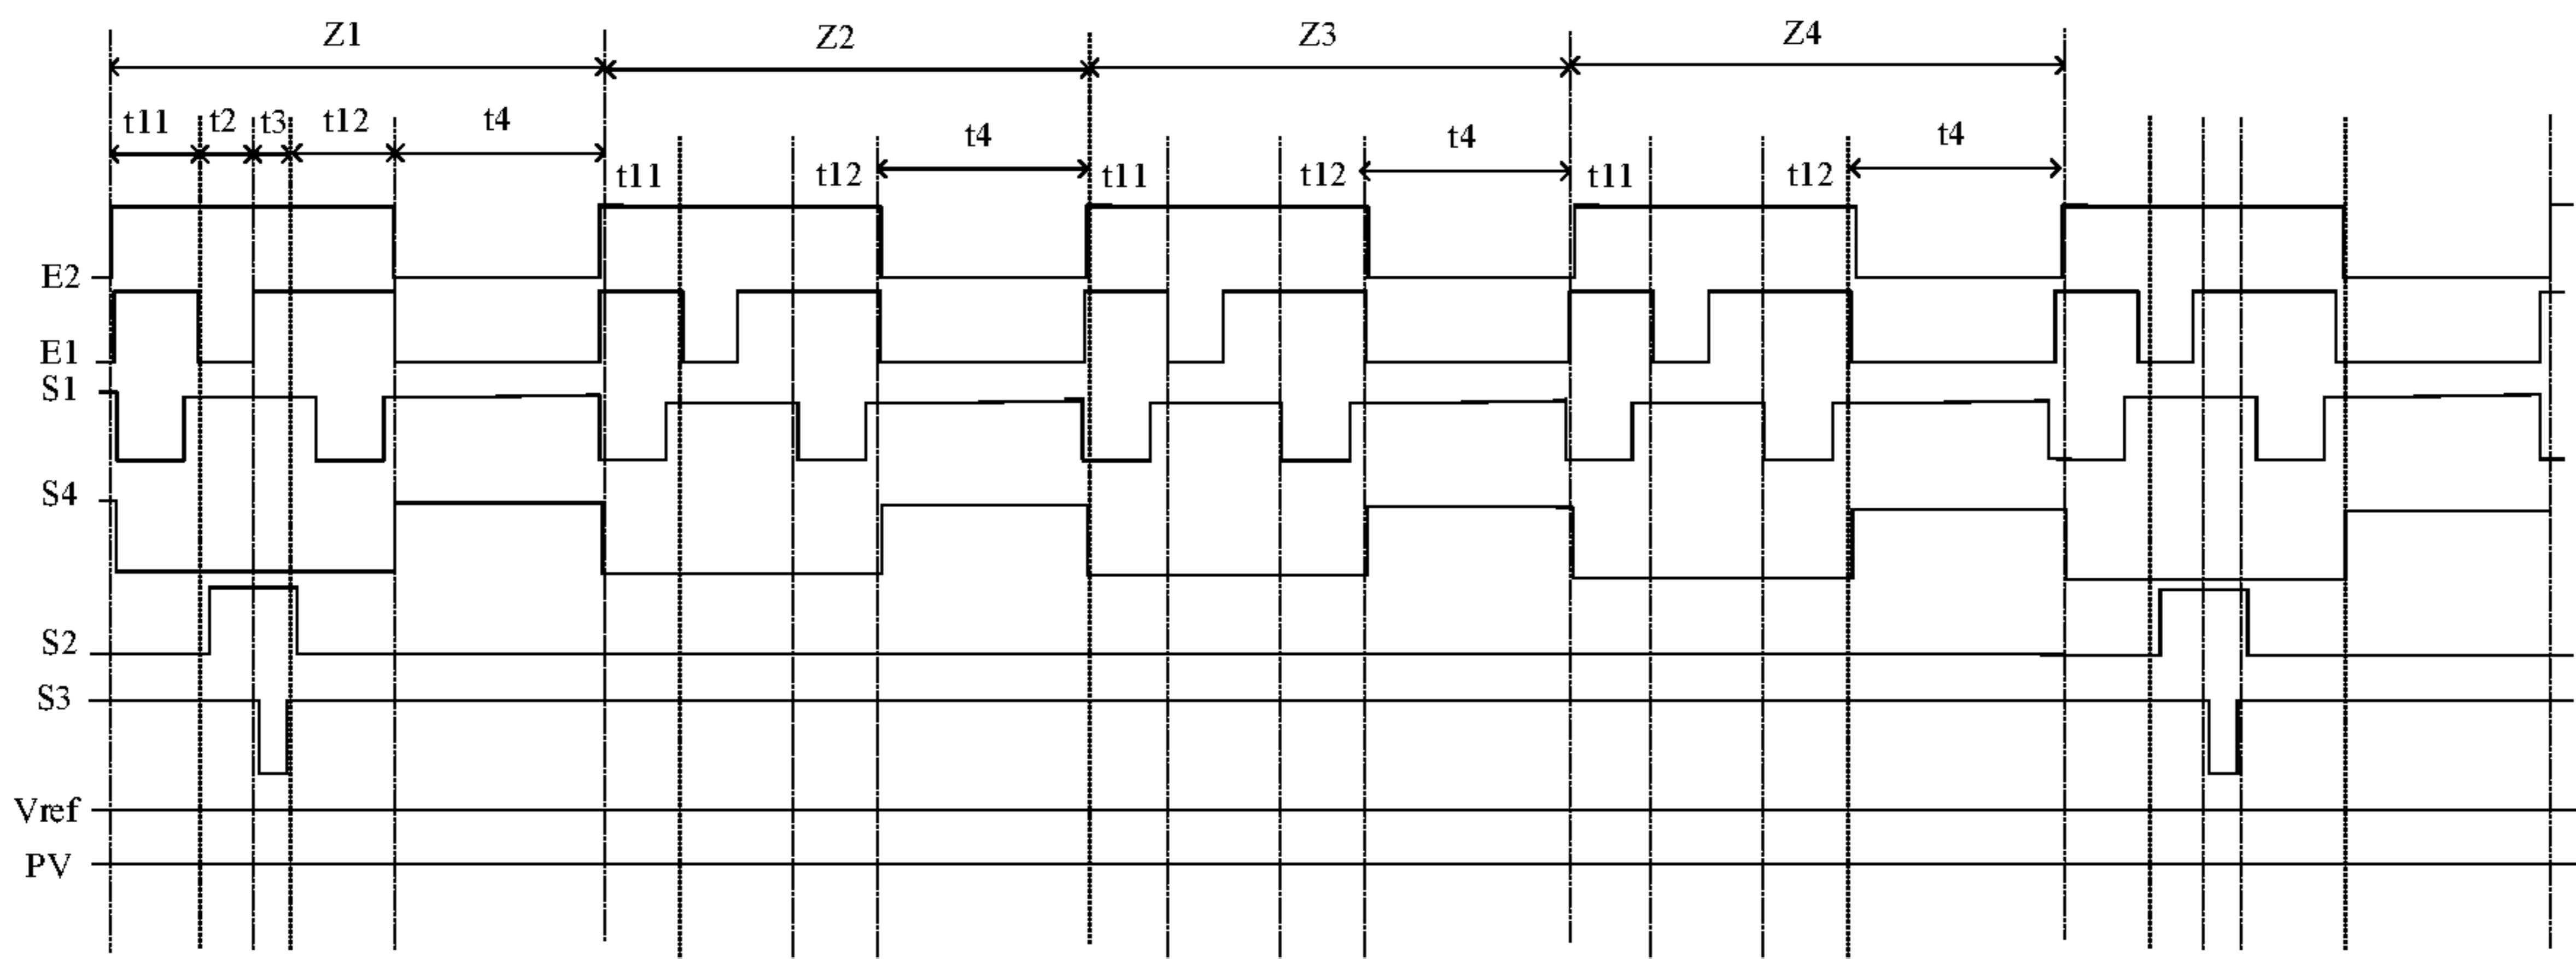 Z1 Z2 Z3 Z4
t11 t2 t3 t12 t4 t4 t4 t4
t11 t12 t11 t12 t11 t12
E2
E1
S1
S4
S2
S3
Vref
PV